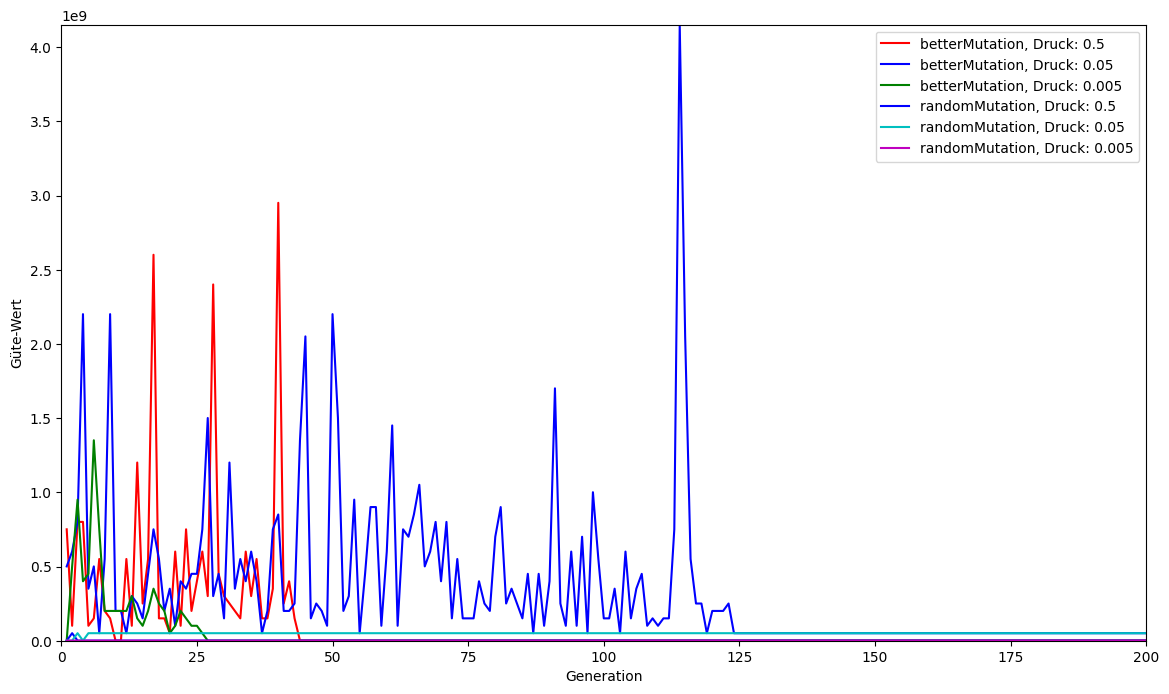 1e9
4.0
3.5
3.0
2.5
2.0
1.5
1.0
0.5
0.0
Güte-Wert
betterMutation, Druck: 0.5
betterMutation, Druck: 0.05
betterMutation, Druck: 0.005
randomMutation, Druck: 0.5
randomMutation, Druck: 0.05
randomMutation, Druck: 0.005
0 25 50 75 100 125 150 175 200
Generation